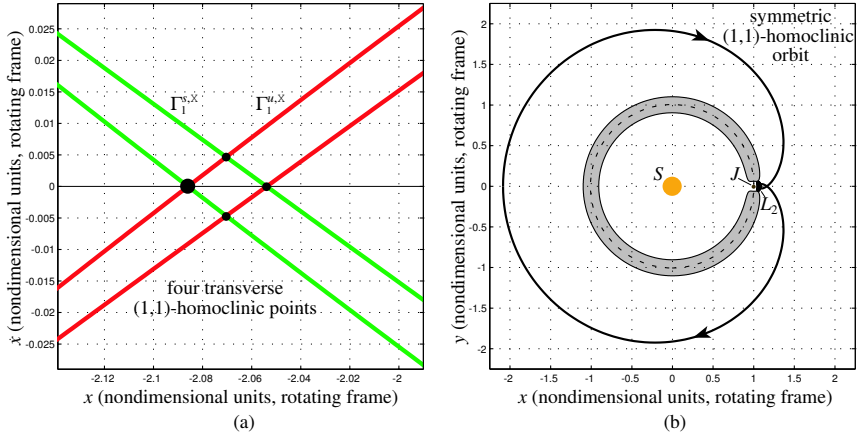 0.025
0.02
0.015
0.01
0.005
0
-0.005
-0.01
-0.015
-0.02
-0.025
ẋ (nondimensional units, rotating frame)
Γ₁ˢ,ˣ
Γ₁ᵘ,ˣ
four transverse
(1,1)-homoclinic points
-2.12 -2.1 -2.08 -2.06 -2.04 -2.02 -2
x (nondimensional units, rotating frame)
(a)
2
1.5
1
0.5
0
-0.5
-1
-1.5
-2
y (nondimensional units, rotating frame)
symmetric
(1,1)-homoclinic
orbit
S
J
L₂
-2 -1.5 -1 -0.5 0 0.5 1 1.5 2
x (nondimensional units, rotating frame)
(b)